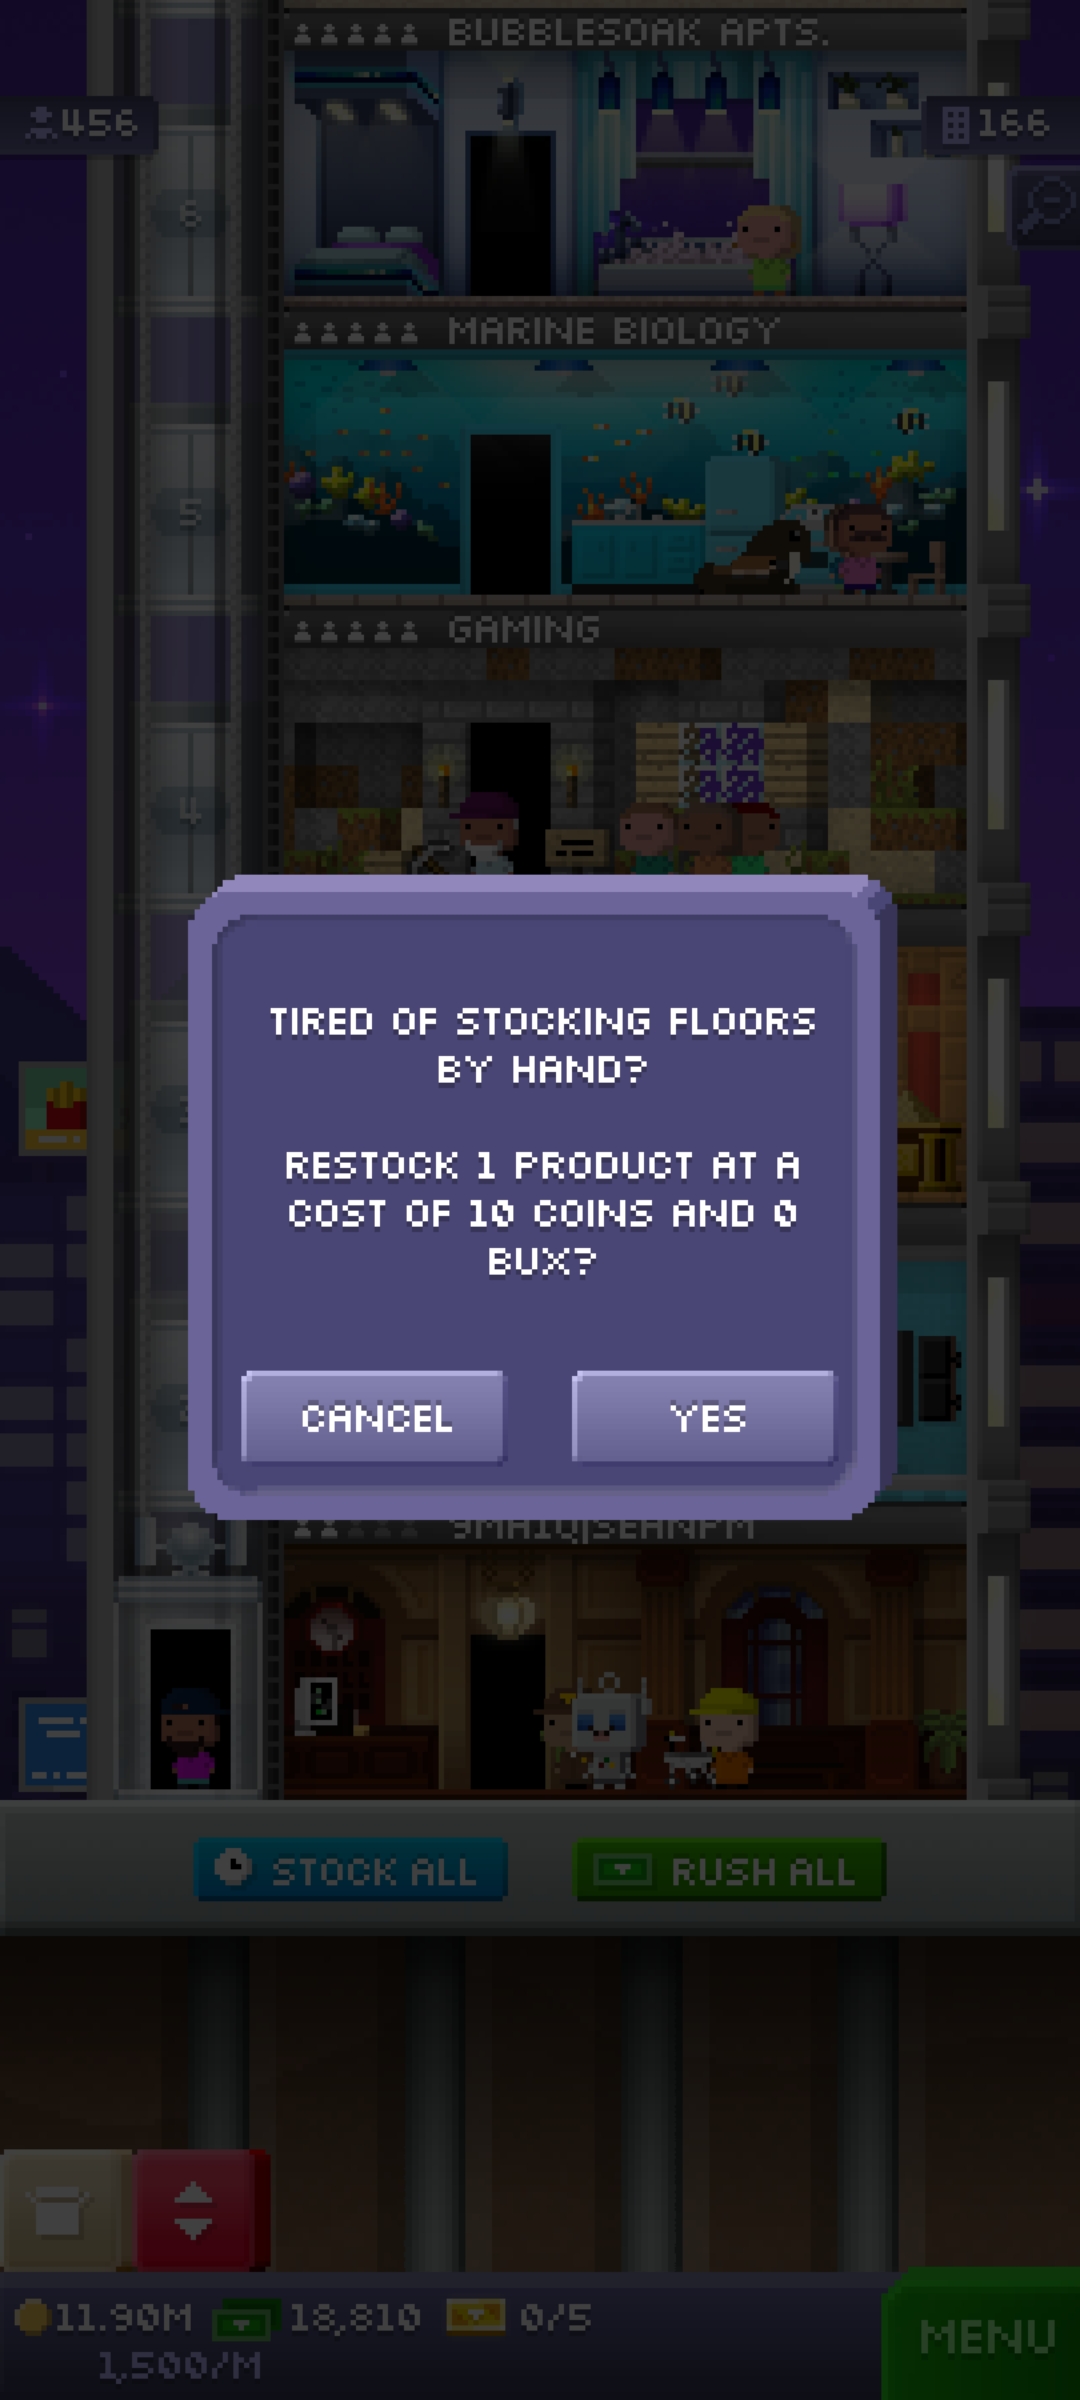 BUBBLESOAK APTS.
456
166
6
MARINE BIOLOGY
5
GAMING
4
TIRED OF STOCKING FLOORS
BY HAND?
RESTOCK 1 PRODUCT AT A
COST OF 10 COINS AND 0
BUX?
CANCEL
YES
STOCK ALL
RUSH ALL
11.90M
18,810
0/5
1,500/M
MENU